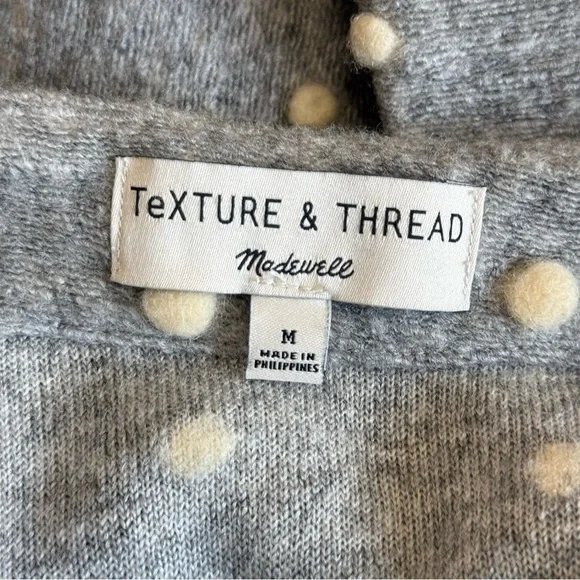 TeXTURE & THREAD
Madewell
M
MADE IN
PHILIPPINES